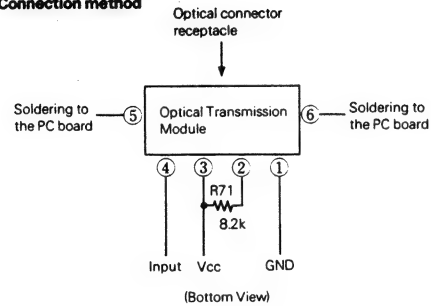 Connection method
Optical connector
receptacle
Soldering to
the PC board
⑤
Optical Transmission
Module
⑥
Soldering to
the PC board
④ ③ ② ①
R71
8.2k
Input Vcc GND
(Bottom View)